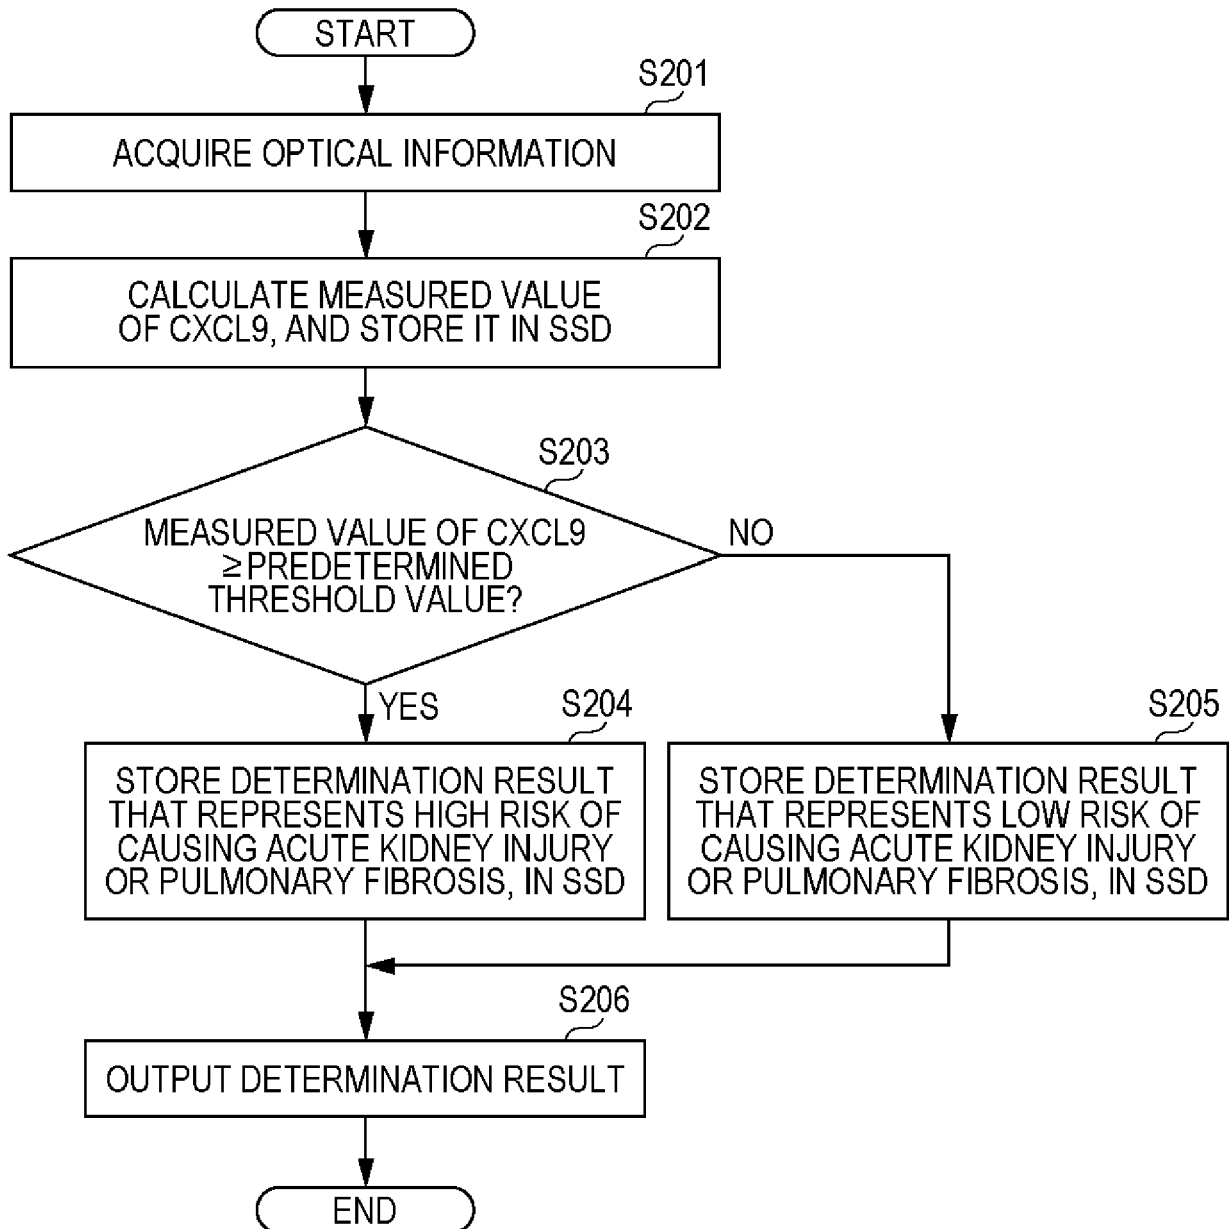 START
S201
ACQUIRE OPTICAL INFORMATION
S202
CALCULATE MEASURED VALUE
OF CXCL9, AND STORE IT IN SSD
S203
MEASURED VALUE OF CXCL9
≥PREDETERMINED
THRESHOLD VALUE?
NO
YES
S204
STORE DETERMINATION RESULT
THAT REPRESENTS HIGH RISK OF
CAUSING ACUTE KIDNEY INJURY
OR PULMONARY FIBROSIS, IN SSD
S205
STORE DETERMINATION RESULT
THAT REPRESENTS LOW RISK OF
CAUSING ACUTE KIDNEY INJURY
OR PULMONARY FIBROSIS, IN SSD
S206
OUTPUT DETERMINATION RESULT
END